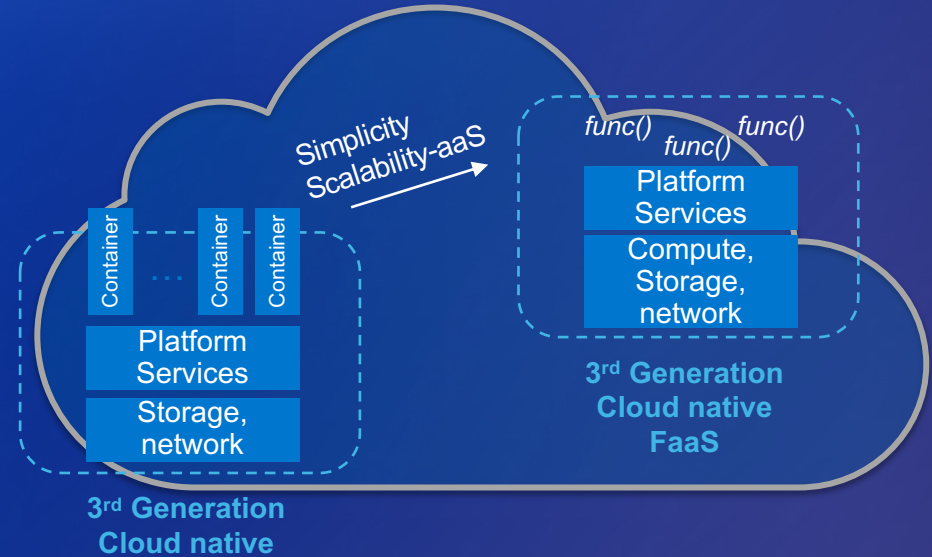 Simplicity
Scalability-aaS
Container
...
Container
Container
Platform
Services
Storage,
network
3rd Generation
Cloud native
func()
func()
func()
Platform
Services
Compute,
Storage,
network
3rd Generation
Cloud native
FaaS